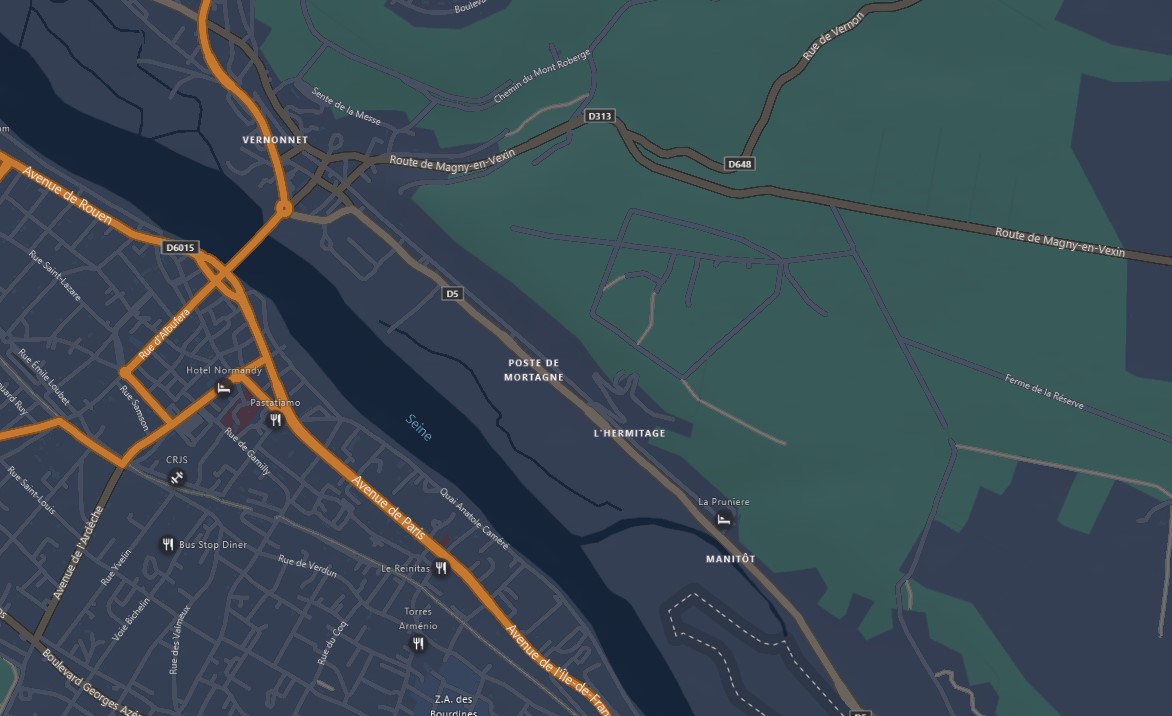 Boulev
Rue de Vernon
Chemin du Mont Roberge
Sente de la Messe
D313
VERNONNET
Route de Magny-en-Vexin
D648
Avenue de Rouen
D6015
Route de Magny-en-Vexin
Rue Saint-Lazare
D5
Rue d'Albufera
POSTE DE
MORTAGNE
Hotel Normandy
Rue Émile Loubet
Rue Samson
Pastatiamo
Ferme de la Réserve
Seine
L'HERMITAGE
Rue de Gamilly
CRJS
Rue Saint-Louis
Avenue de Paris
Quai Anatole Caméré
La Pruniere
Avenue de l'Ardèche
Bus Stop Diner
MANITÔT
Rue Yvelin
Rue de Verdun
Le Reinitas
Voie Bichelin
Rue des Valmeux
Torres
Arménio
Rue du Coq
Avenue de l'Île-de-Fran
Boulevard Georges Azé
Z.A. des
Bourdines